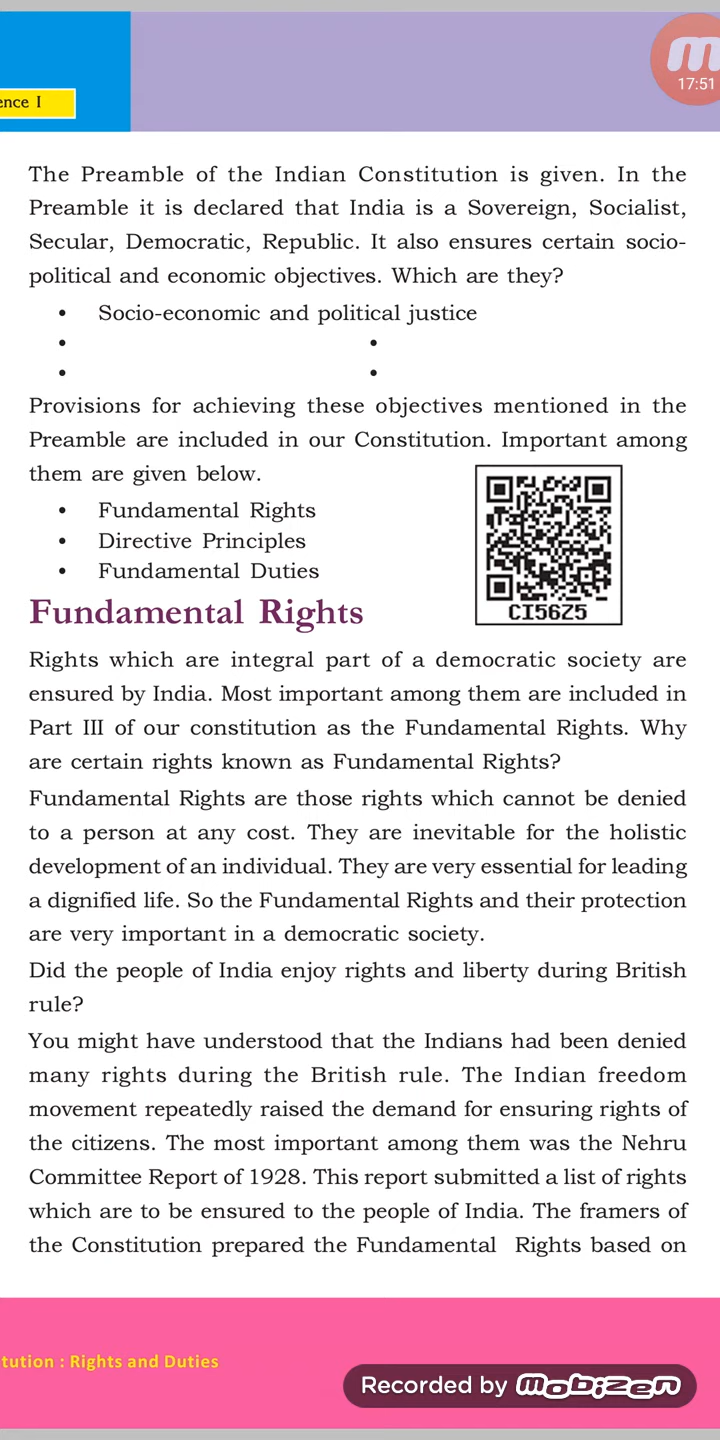 17:51
ence I
The Preamble of the Indian Constitution is given. In the
Preamble it is declared that India is a Sovereign, Socialist,
Secular, Democratic, Republic. It also ensures certain socio-
political and economic objectives. Which are they?
• Socio-economic and political justice
• •
• •
Provisions for achieving these objectives mentioned in the
Preamble are included in our Constitution. Important among
them are given below.
• Fundamental Rights
• Directive Principles
• Fundamental Duties
CI56Z5
Fundamental Rights
Rights which are integral part of a democratic society are
ensured by India. Most important among them are included in
Part III of our constitution as the Fundamental Rights. Why
are certain rights known as Fundamental Rights?
Fundamental Rights are those rights which cannot be denied
to a person at any cost. They are inevitable for the holistic
development of an individual. They are very essential for leading
a dignified life. So the Fundamental Rights and their protection
are very important in a democratic society.
Did the people of India enjoy rights and liberty during British
rule?
You might have understood that the Indians had been denied
many rights during the British rule. The Indian freedom
movement repeatedly raised the demand for ensuring rights of
the citizens. The most important among them was the Nehru
Committee Report of 1928. This report submitted a list of rights
which are to be ensured to the people of India. The framers of
the Constitution prepared the Fundamental Rights based on
tution : Rights and Duties
Recorded by mobizen